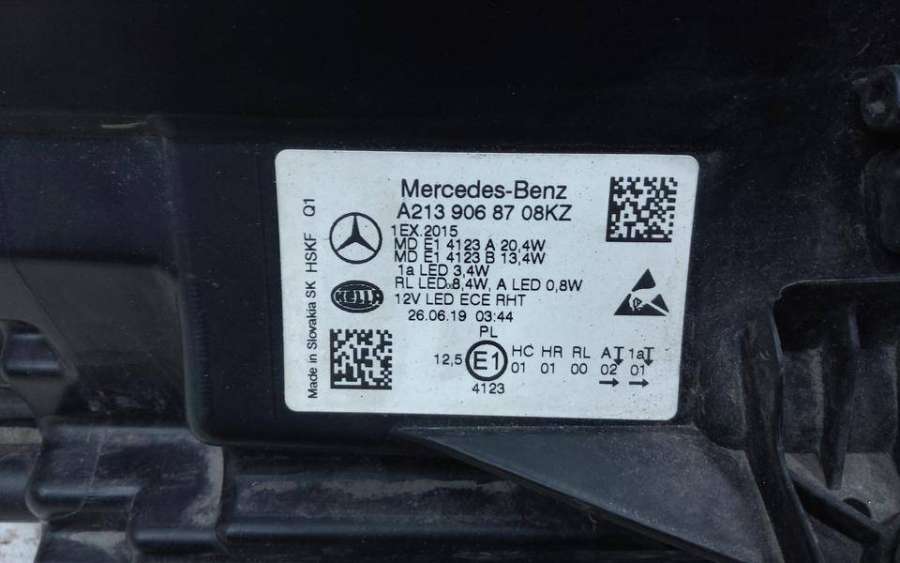 Mercedes-Benz
A213 906 87 08KZ
1EX.2015
MD E1 4123 A 20,4W
MD E1 4123 B 13,4W
1a LED 3,4W
RL LED 8,4W, A LED 0,8W
12V LED ECE RHT
26.06.19 03:44
PL
12,5 E1 HC HR RL A 1a
01 01 00 02 01
4123
HELLA
Made in Slovakia SK HSKF Q1